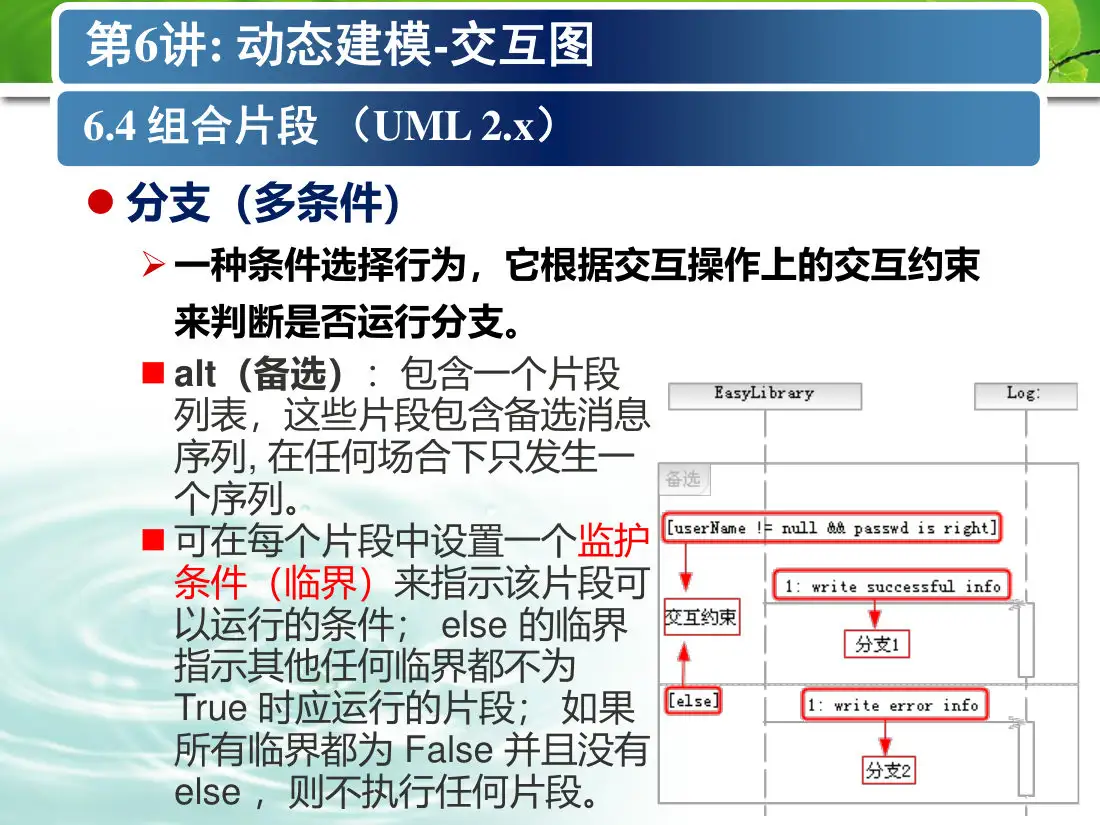 第6讲: 动态建模-交互图
6.4 组合片段 （UML 2.x）
分支（多条件）
一种条件选择行为，它根据交互操作上的交互约束
来判断是否运行分支。
alt（备选）：包含一个片段
列表，这些片段包含备选消息
序列, 在任何场合下只发生一
个序列。
可在每个片段中设置一个监护
条件（临界）来指示该片段可
以运行的条件； else 的临界
指示其他任何临界都不为
True 时应运行的片段； 如果
所有临界都为 False 并且没有
else ，则不执行任何片段。
EasyLibrary
Log:
备选
[userName != null && passwd is right]
1: write successful info
交互约束
分支1
[else]
1: write error info
分支2